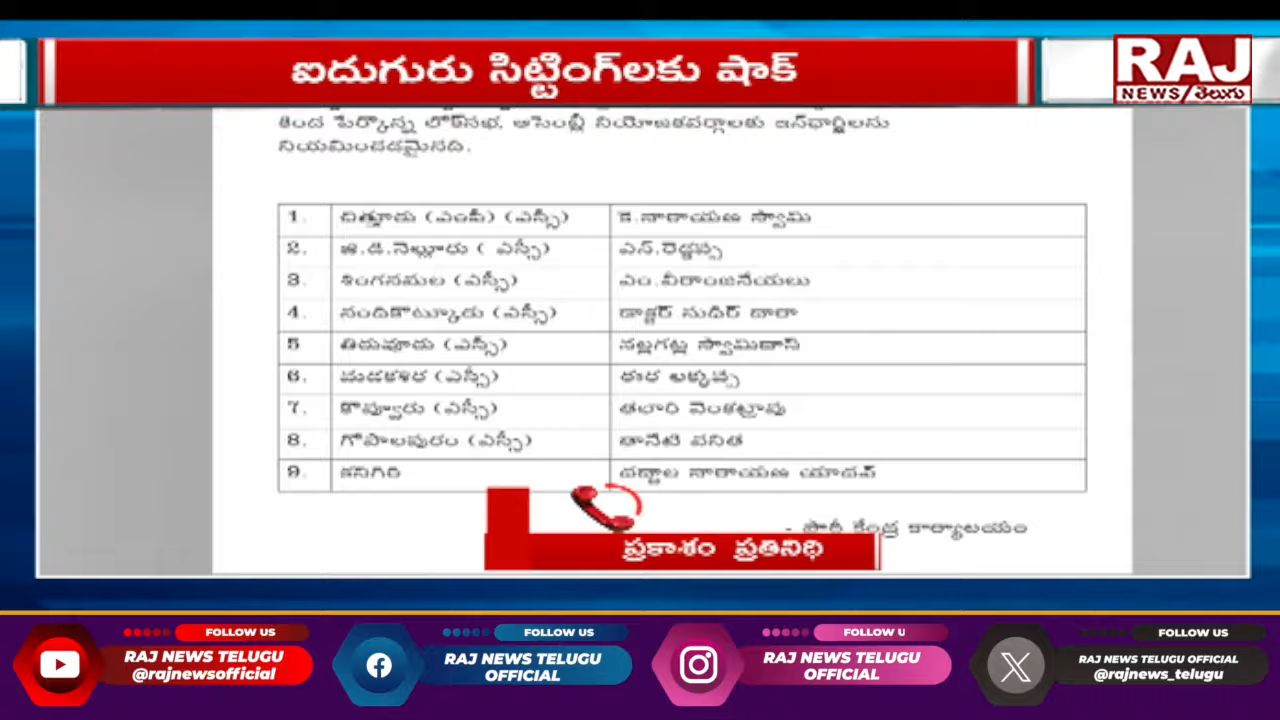 ఐదుగురు సిట్టింగ్‌లకు షాక్
RAJ
NEWS తెలుగు
కింద పేర్కొన్న లోక్‌సభ, అసెంబ్లీ నియోజకవర్గాలకు ఇన్‌ఛార్జిలను
నియమించడమైనది.
1. చిత్తూరు (ఎంపీ) (ఎస్సీ) కె.నారాయణ స్వామి
2. జి.డి.నెల్లూరు ( ఎస్సీ) ఎన్.రెడ్డప్ప
3. శింగనమల (ఎస్సీ) ఎం.వీరాంజనేయులు
4. నందికొట్కూరు (ఎస్సీ) డాక్టర్ సుధీర్ దారా
5 తిరువూరు (ఎస్సీ) నల్లగట్ల స్వామిదాస్
6. మడకశిర (ఎస్సీ) ఈర లక్కప్ప
7. కొవ్వూరు (ఎస్సీ) తలారి వెంకట్రావు
8. గోపాలపురం (ఎస్సీ) తానేటి వనిత
9. కనిగిరి దద్దాల నారాయణ యాదవ్
- పార్టీ కేంద్ర కార్యాలయం
ప్రకాశం ప్రతినిధి
FOLLOW US
RAJ NEWS TELUGU
@rajnewsofficial
FOLLOW US
RAJ NEWS TELUGU
OFFICIAL
FOLLOW U
RAJ NEWS TELUGU
OFFICIAL
FOLLOW US
RAJ NEWS TELUGU OFFICIAL
@rajnews_telugu